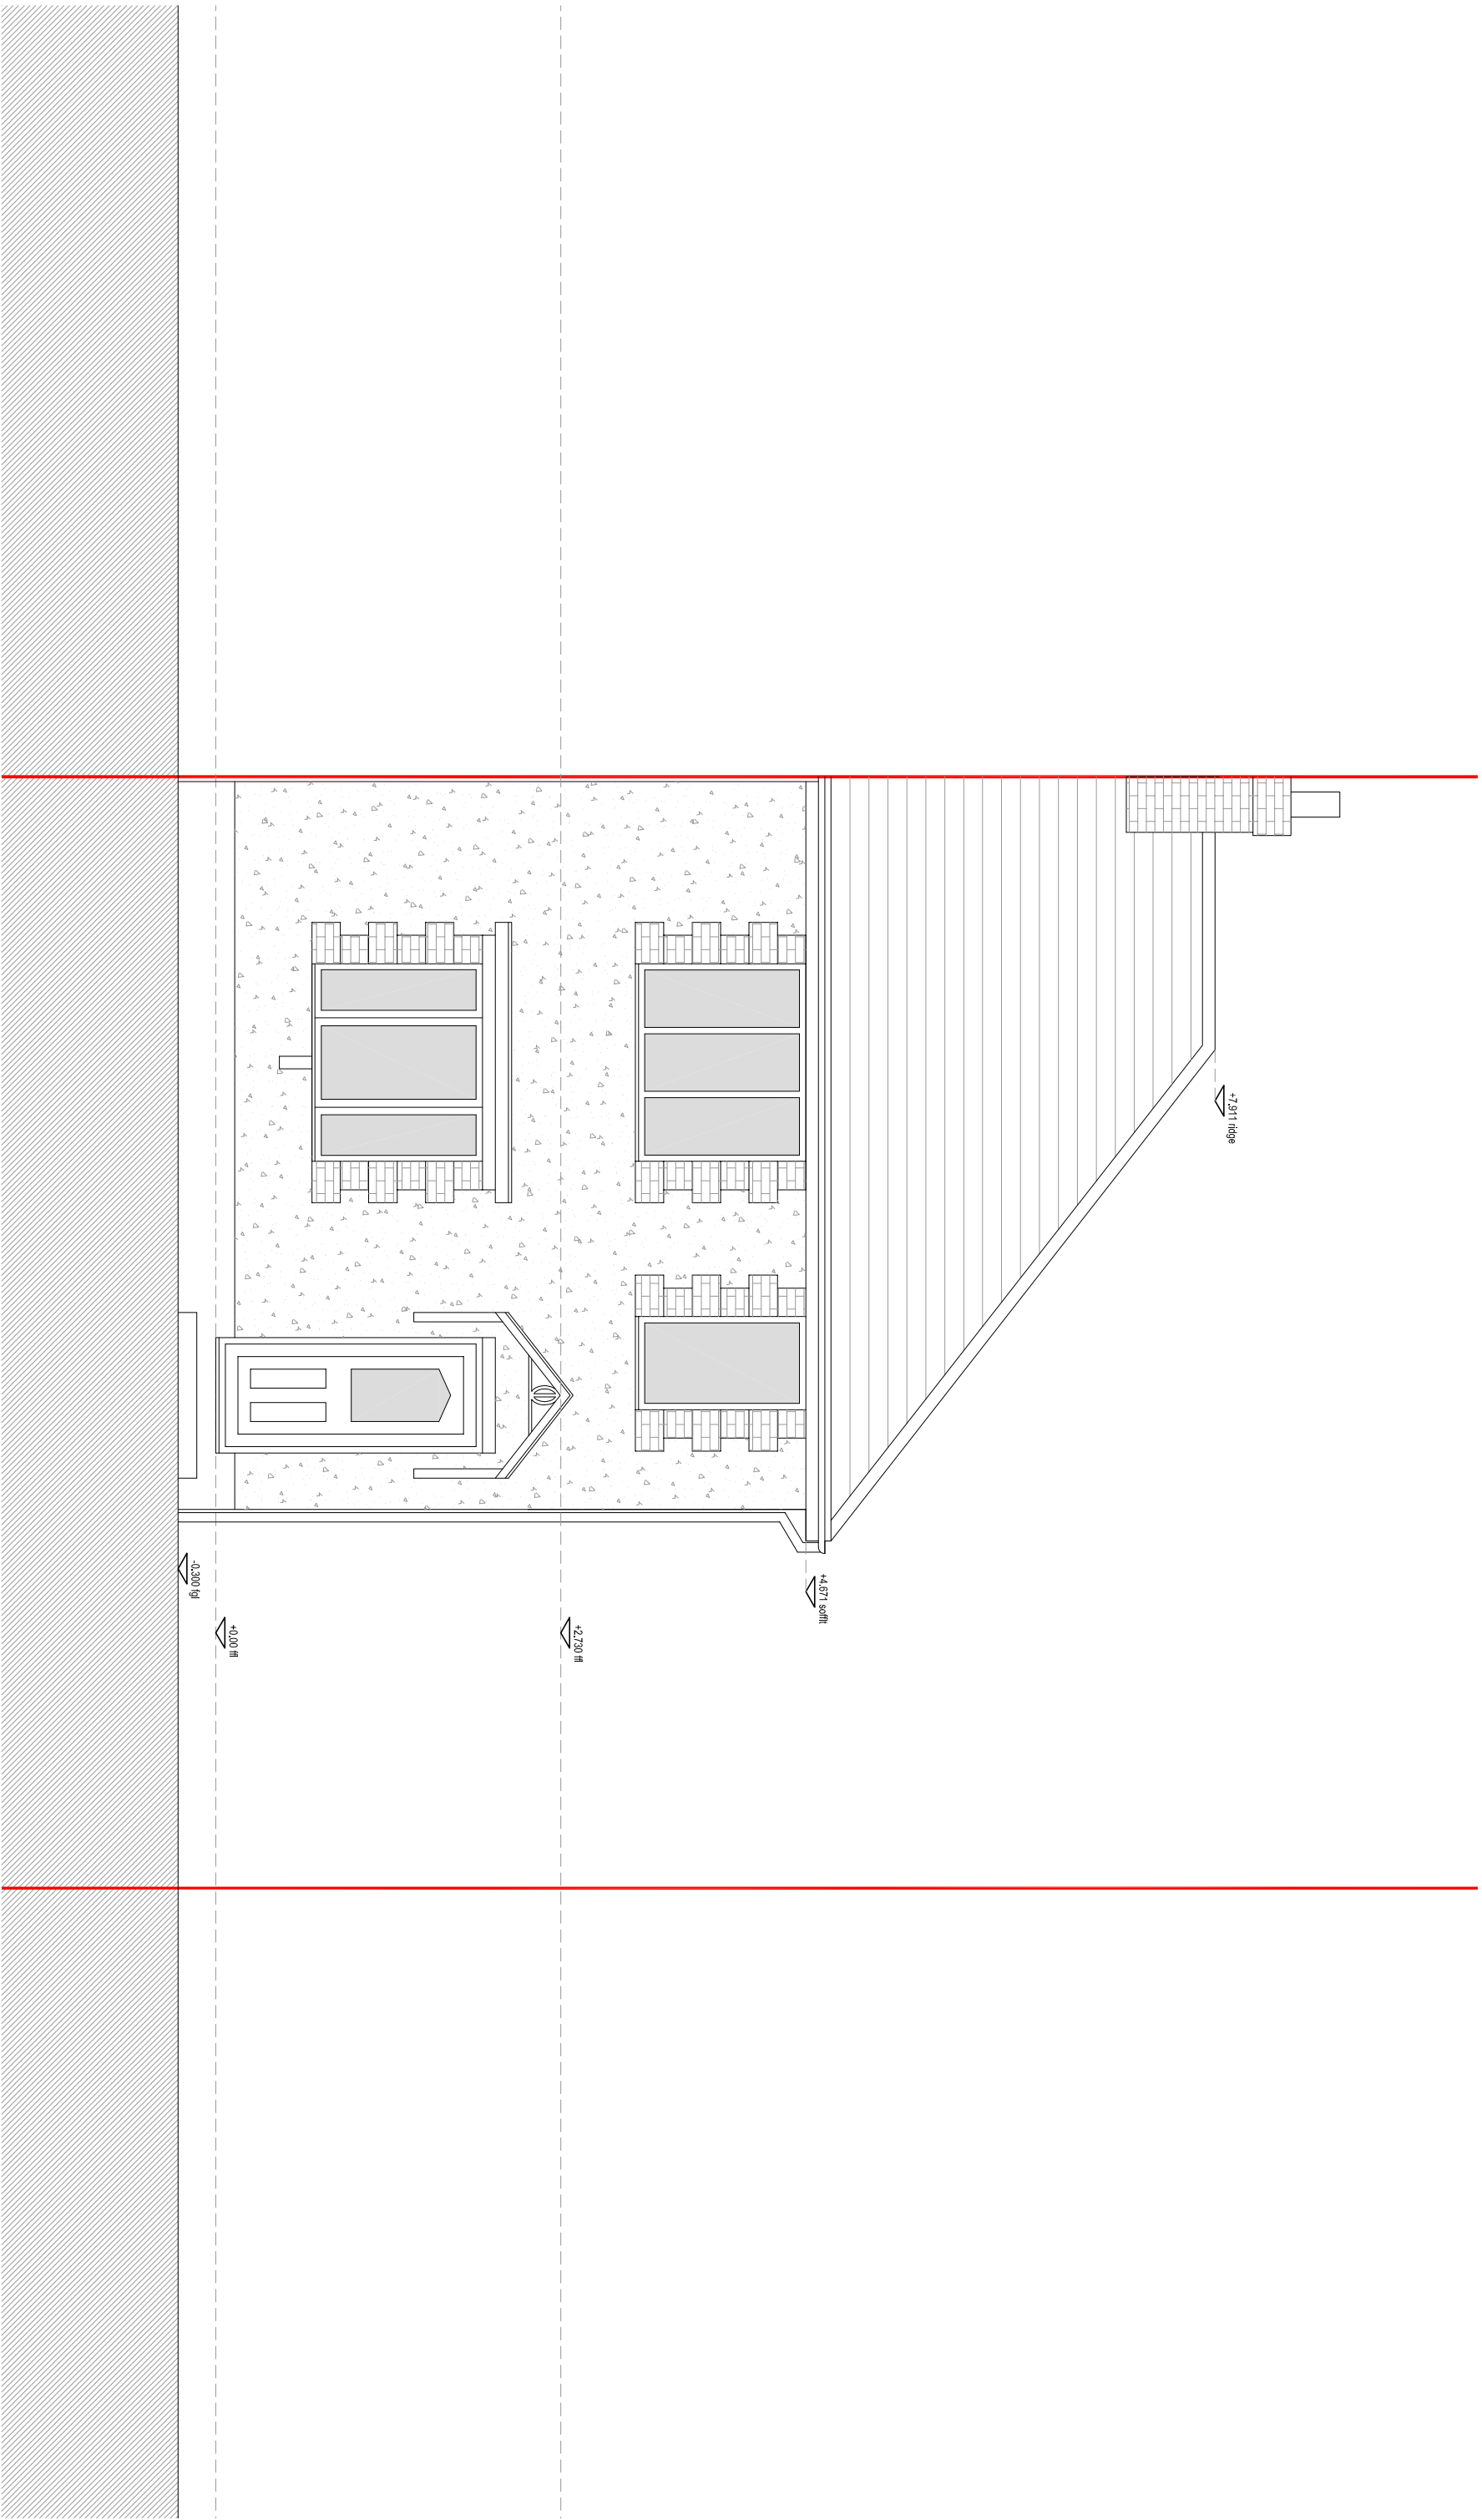 +7.911 ridge
+4.671 soffit
+2.730 ffl
+0.00 ffl
-0.300 fgl